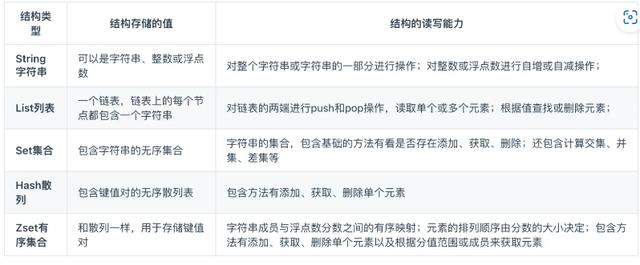 结构类型 结构存储的值 结构的读写能力
String字符串 可以是字符串、整数或浮点数 对整个字符串或字符串的一部分进行操作；对整数或浮点数进行自增或自减操作；
List列表 一个链表，链表上的每个节点都包含一个字符串 对链表的两端进行push和pop操作，读取单个或多个元素；根据值查找或删除元素；
Set集合 包含字符串的无序集合 字符串的集合，包含基础的方法有看是否存在添加、获取、删除；还包含计算交集、并集、差集等
Hash散列 包含键值对的无序散列表 包含方法有添加、获取、删除单个元素
Zset有序集合 和散列一样，用于存储键值对 字符串成员与浮点数分数之间的有序映射；元素的排列顺序由分数的大小决定；包含方法有添加、获取、删除单个元素以及根据分值范围或成员来获取元素